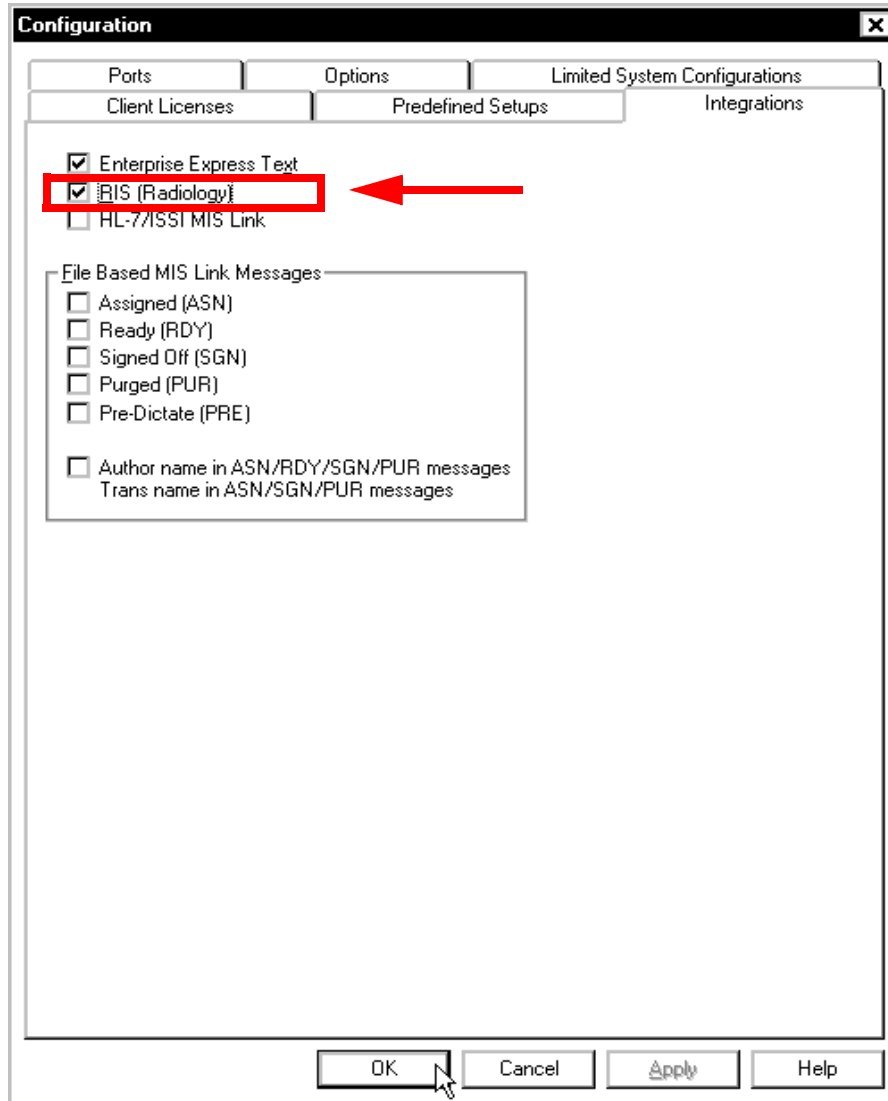 Configuration
Ports Options Limited System Configurations
Client Licenses Predefined Setups Integrations
Enterprise Express Text
RIS (Radiology)
HL-7/ISSI MIS Link
File Based MIS Link Messages
Assigned (ASN)
Ready (RDY)
Signed Off (SGN)
Purged (PUR)
Pre-Dictate (PRE)
Author name in ASN/RDY/SGN/PUR messages
Trans name in ASN/SGN/PUR messages
OK Cancel Apply Help